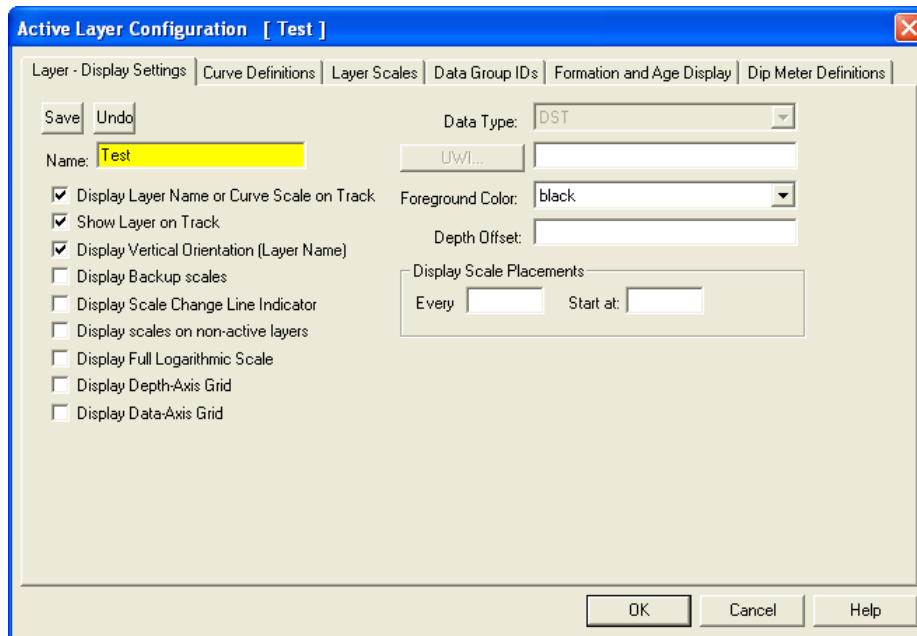 Active Layer Configuration [ Test ]
Layer - Display Settings Curve Definitions Layer Scales Data Group IDs Formation and Age Display Dip Meter Definitions
Save Undo
Name: Test
Display Layer Name or Curve Scale on Track
Show Layer on Track
Display Vertical Orientation (Layer Name)
Display Backup scales
Display Scale Change Line Indicator
Display scales on non-active layers
Display Full Logarithmic Scale
Display Depth-Axis Grid
Display Data-Axis Grid
Data Type: DST
UWI...
Foreground Color: black
Depth Offset:
Display Scale Placements
Every Start at:
OK Cancel Help